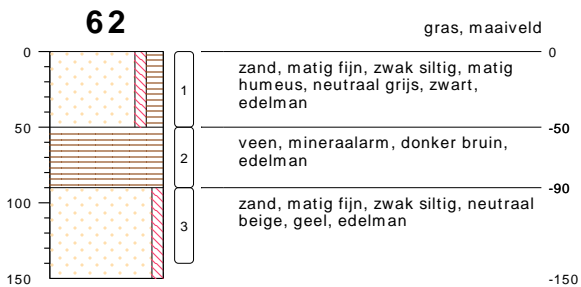 62
gras, maaiveld
0
0
zand, matig fijn, zwak siltig, matig
humeus, neutraal grijs, zwart,
edelman
1
50
-50
veen, mineraalarm, donker bruin,
edelman
2
-90
zand, matig fijn, zwak siltig, neutraal
beige, geel, edelman
100
3
150
-150